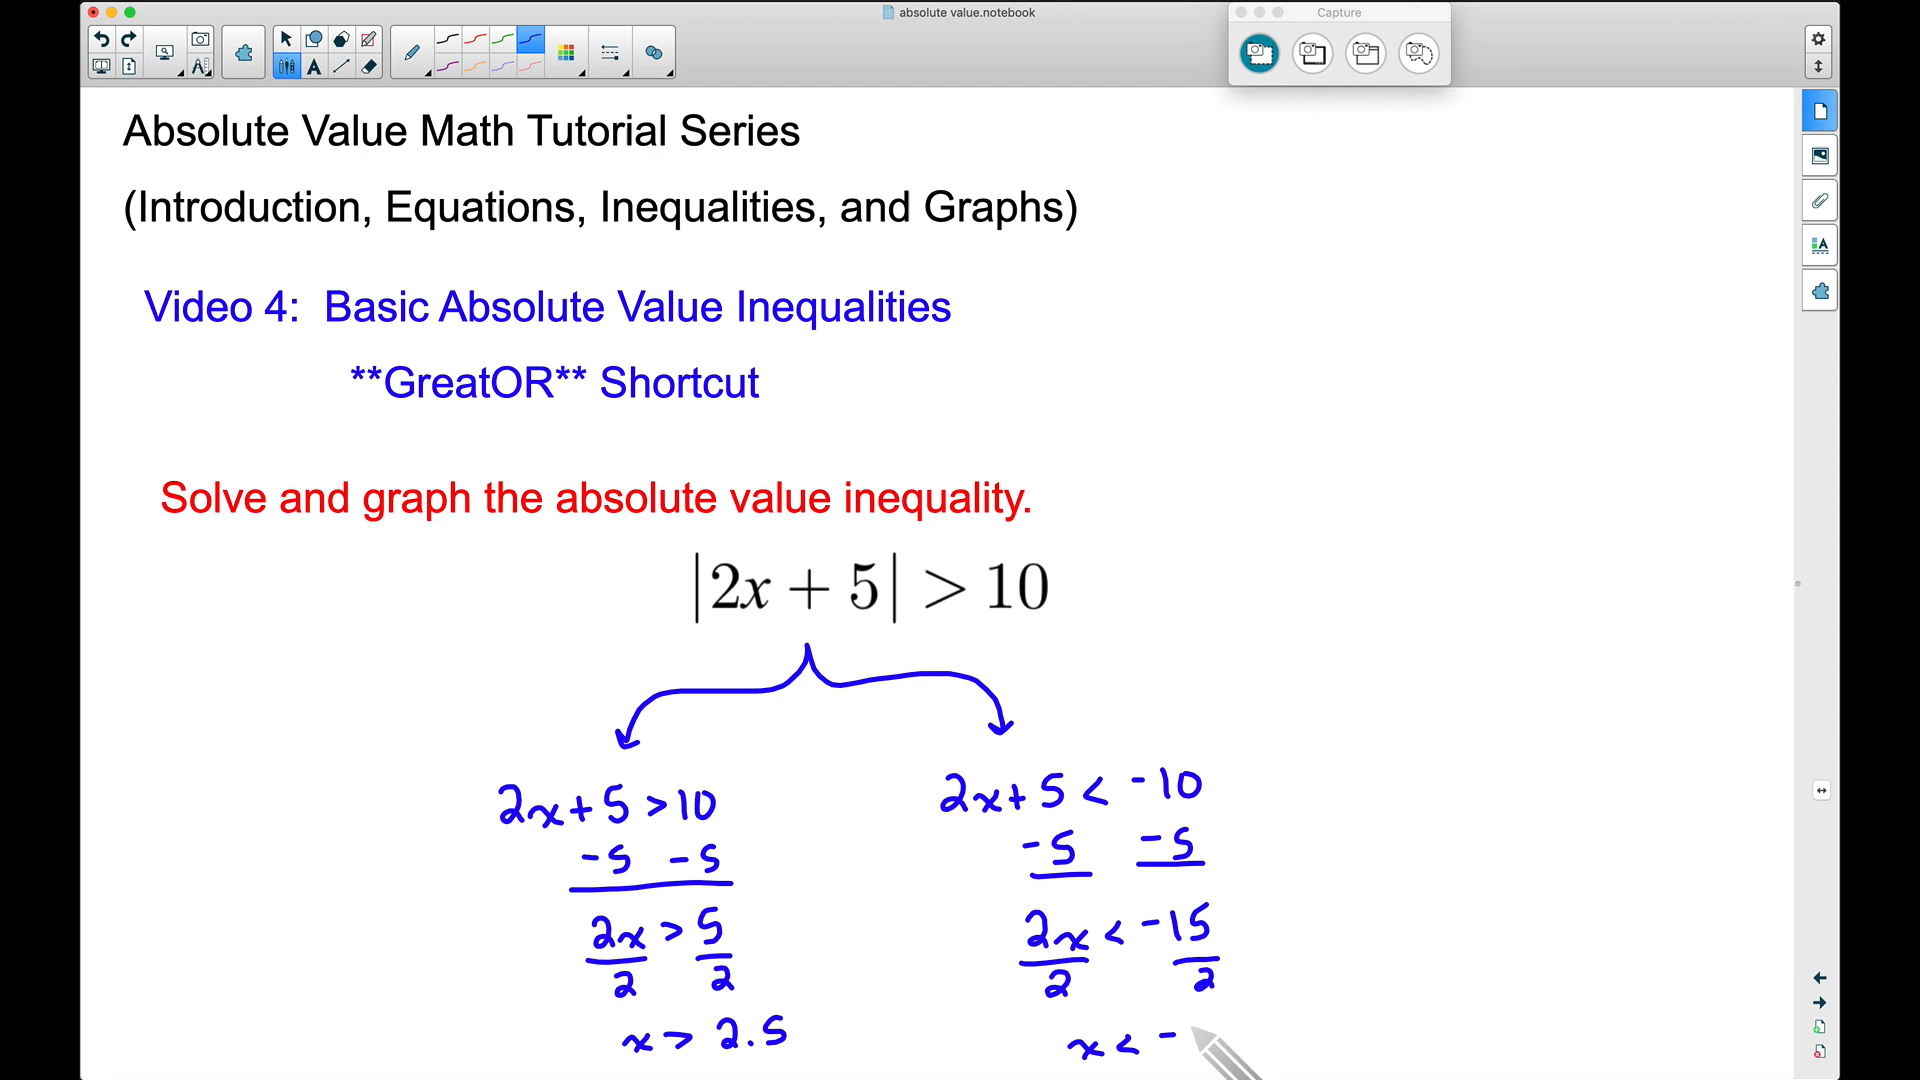 absolute value.notebook
Capture
Absolute Value Math Tutorial Series
(Introduction, Equations, Inequalities, and Graphs)
Video 4: Basic Absolute Value Inequalities
**GreatOR** Shortcut
Solve and graph the absolute value inequality.
|2x + 5| > 10
2x+5 >10
-5 -5
2x > 5
2 2
x > 2.5
2x+5 < -10
-5 -5
2x < -15
2 2
x < -